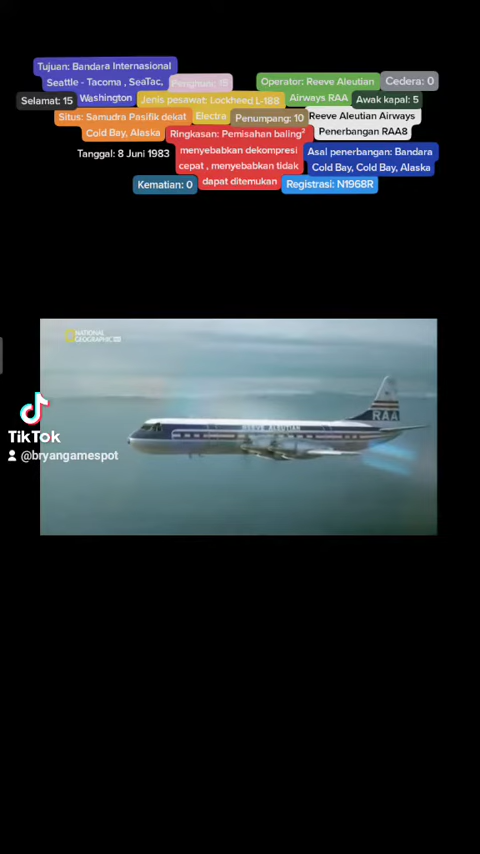 Tujuan: Bandara Internasional
Seattle - Tacoma , SeaTac,
Washington
Penghuni: 15
Operator: Reeve Aleutian
Airways RAA
Cedera: 0
Selamat: 15
Jenis pesawat: Lockheed L-188
Electra
Awak kapal: 5
Situs: Samudra Pasifik dekat
Cold Bay, Alaska
Penumpang: 10
Reeve Aleutian Airways
Penerbangan RAA8
Ringkasan: Pemisahan baling²
menyebabkan dekompresi
cepat , menyebabkan tidak
dapat ditemukan
Tanggal: 8 Juni 1983
Asal penerbangan: Bandara
Cold Bay, Cold Bay, Alaska
Kematian: 0
Registrasi: N1968R
NATIONAL
GEOGRAPHIC
REEVE ALEUTIAN
RAA
TikTok
@bryangamespot